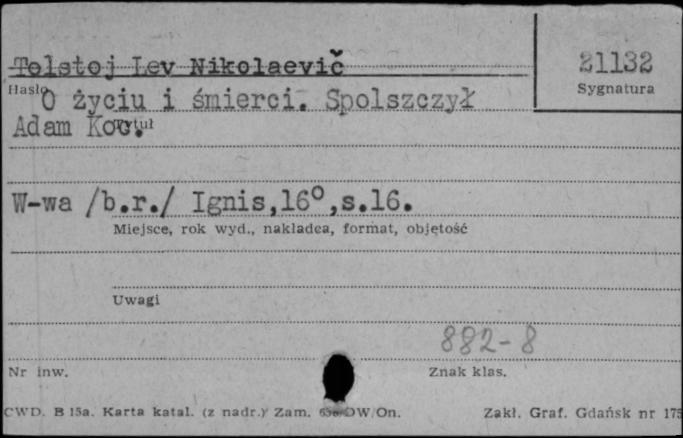 Tolstoj Lev Nikolaevič
21132
Hasło
Sygnatura
O życiu i śmierci. Spolszczył
Adam Koc.
Tytuł
W-wa /b.r./ Ignis,16°,s.16.
Miejsce, rok wyd., nakładca, format, objętość
Uwagi
882-8
Nr inw.
Znak klas.
CWD. B 15a. Karta katal. (z nadr.) Zam. DW/On.
Zakł. Graf. Gdańsk nr 175